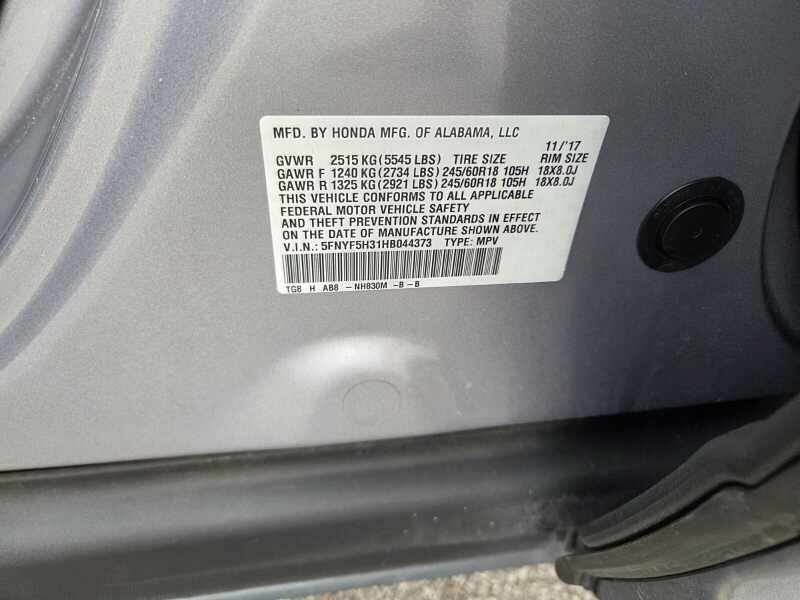 MFD. BY HONDA MFG. OF ALABAMA, LLC
11/'17
GVWR 2515 KG (5545 LBS) TIRE SIZE RIM SIZE
GAWR F 1240 KG (2734 LBS) 245/60R18 105H 18X8.0J
GAWR R 1325 KG (2921 LBS) 245/60R18 105H 18X8.0J
THIS VEHICLE CONFORMS TO ALL APPLICABLE
FEDERAL MOTOR VEHICLE SAFETY
AND THEFT PREVENTION STANDARDS IN EFFECT
ON THE DATE OF MANUFACTURE SHOWN ABOVE.
V.I.N.: 5FNYF5H31HB044373 TYPE: MPV
TG8 H AB8 -NH830M -B-B